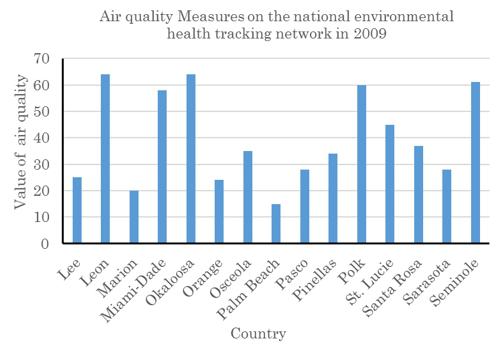 Air quality Measures on the national environmental
health tracking network in 2009
Value of  air quality
70
60
50
40
30
20
10
0
Lee
Leon
Marion
Miami-Dade
Okaloosa
Orange
Osceola
Palm Beach
Pasco
Pinellas
Polk
St. Lucie
Santa Rosa
Sarasota
Seminole
Country